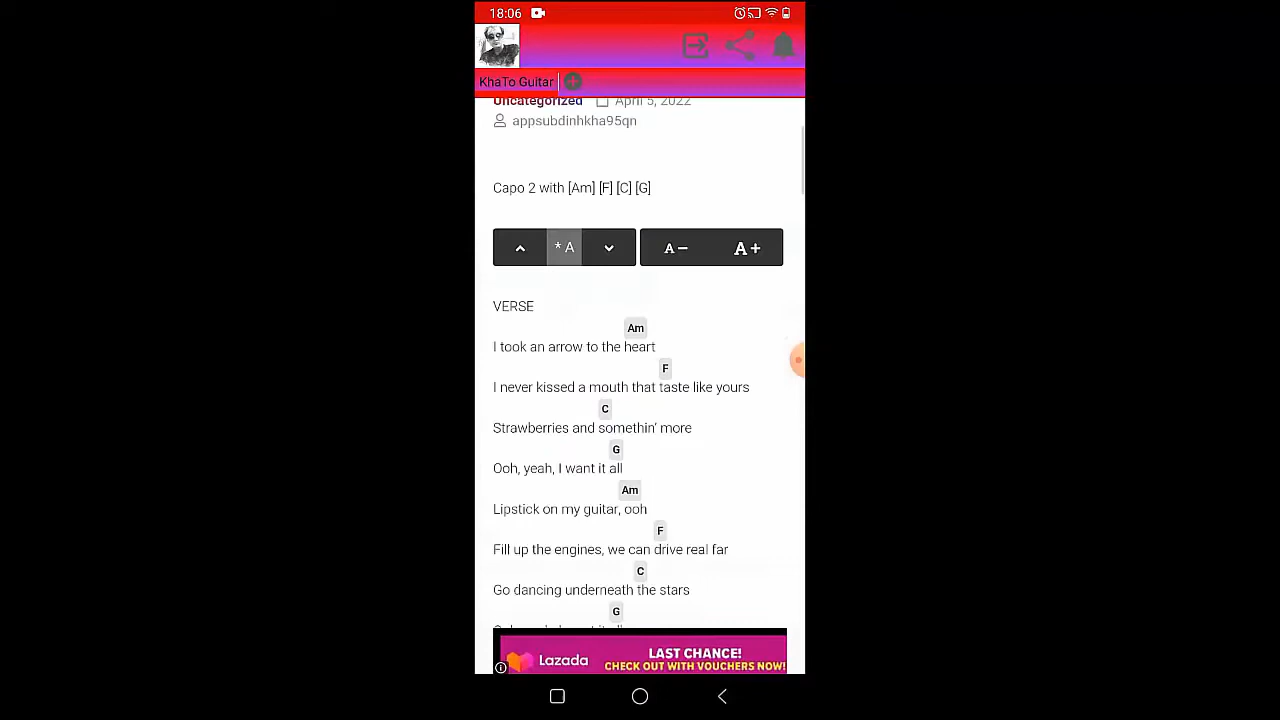 18:06
KhaTo Guitar
Uncategorized April 5, 2022
appsubdinhkha95qn
Capo 2 with [Am] [F] [C] [G]
* A A− A+
VERSE
Am
I took an arrow to the heart
F
I never kissed a mouth that taste like yours
C
Strawberries and somethin' more
G
Ooh, yeah, I want it all
Am
Lipstick on my guitar, ooh
F
Fill up the engines, we can drive real far
C
Go dancing underneath the stars
G
Lazada
LAST CHANCE!
CHECK OUT WITH VOUCHERS NOW!